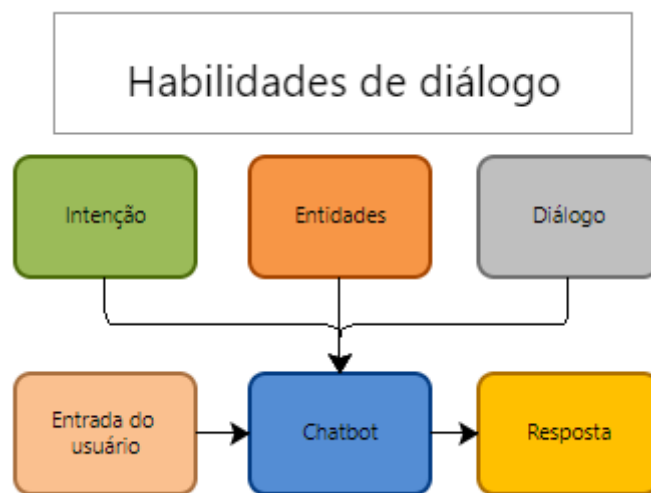 Habilidades de diálogo
Intenção
Entidades
Diálogo
Entrada do
usuário
Chatbot
Resposta